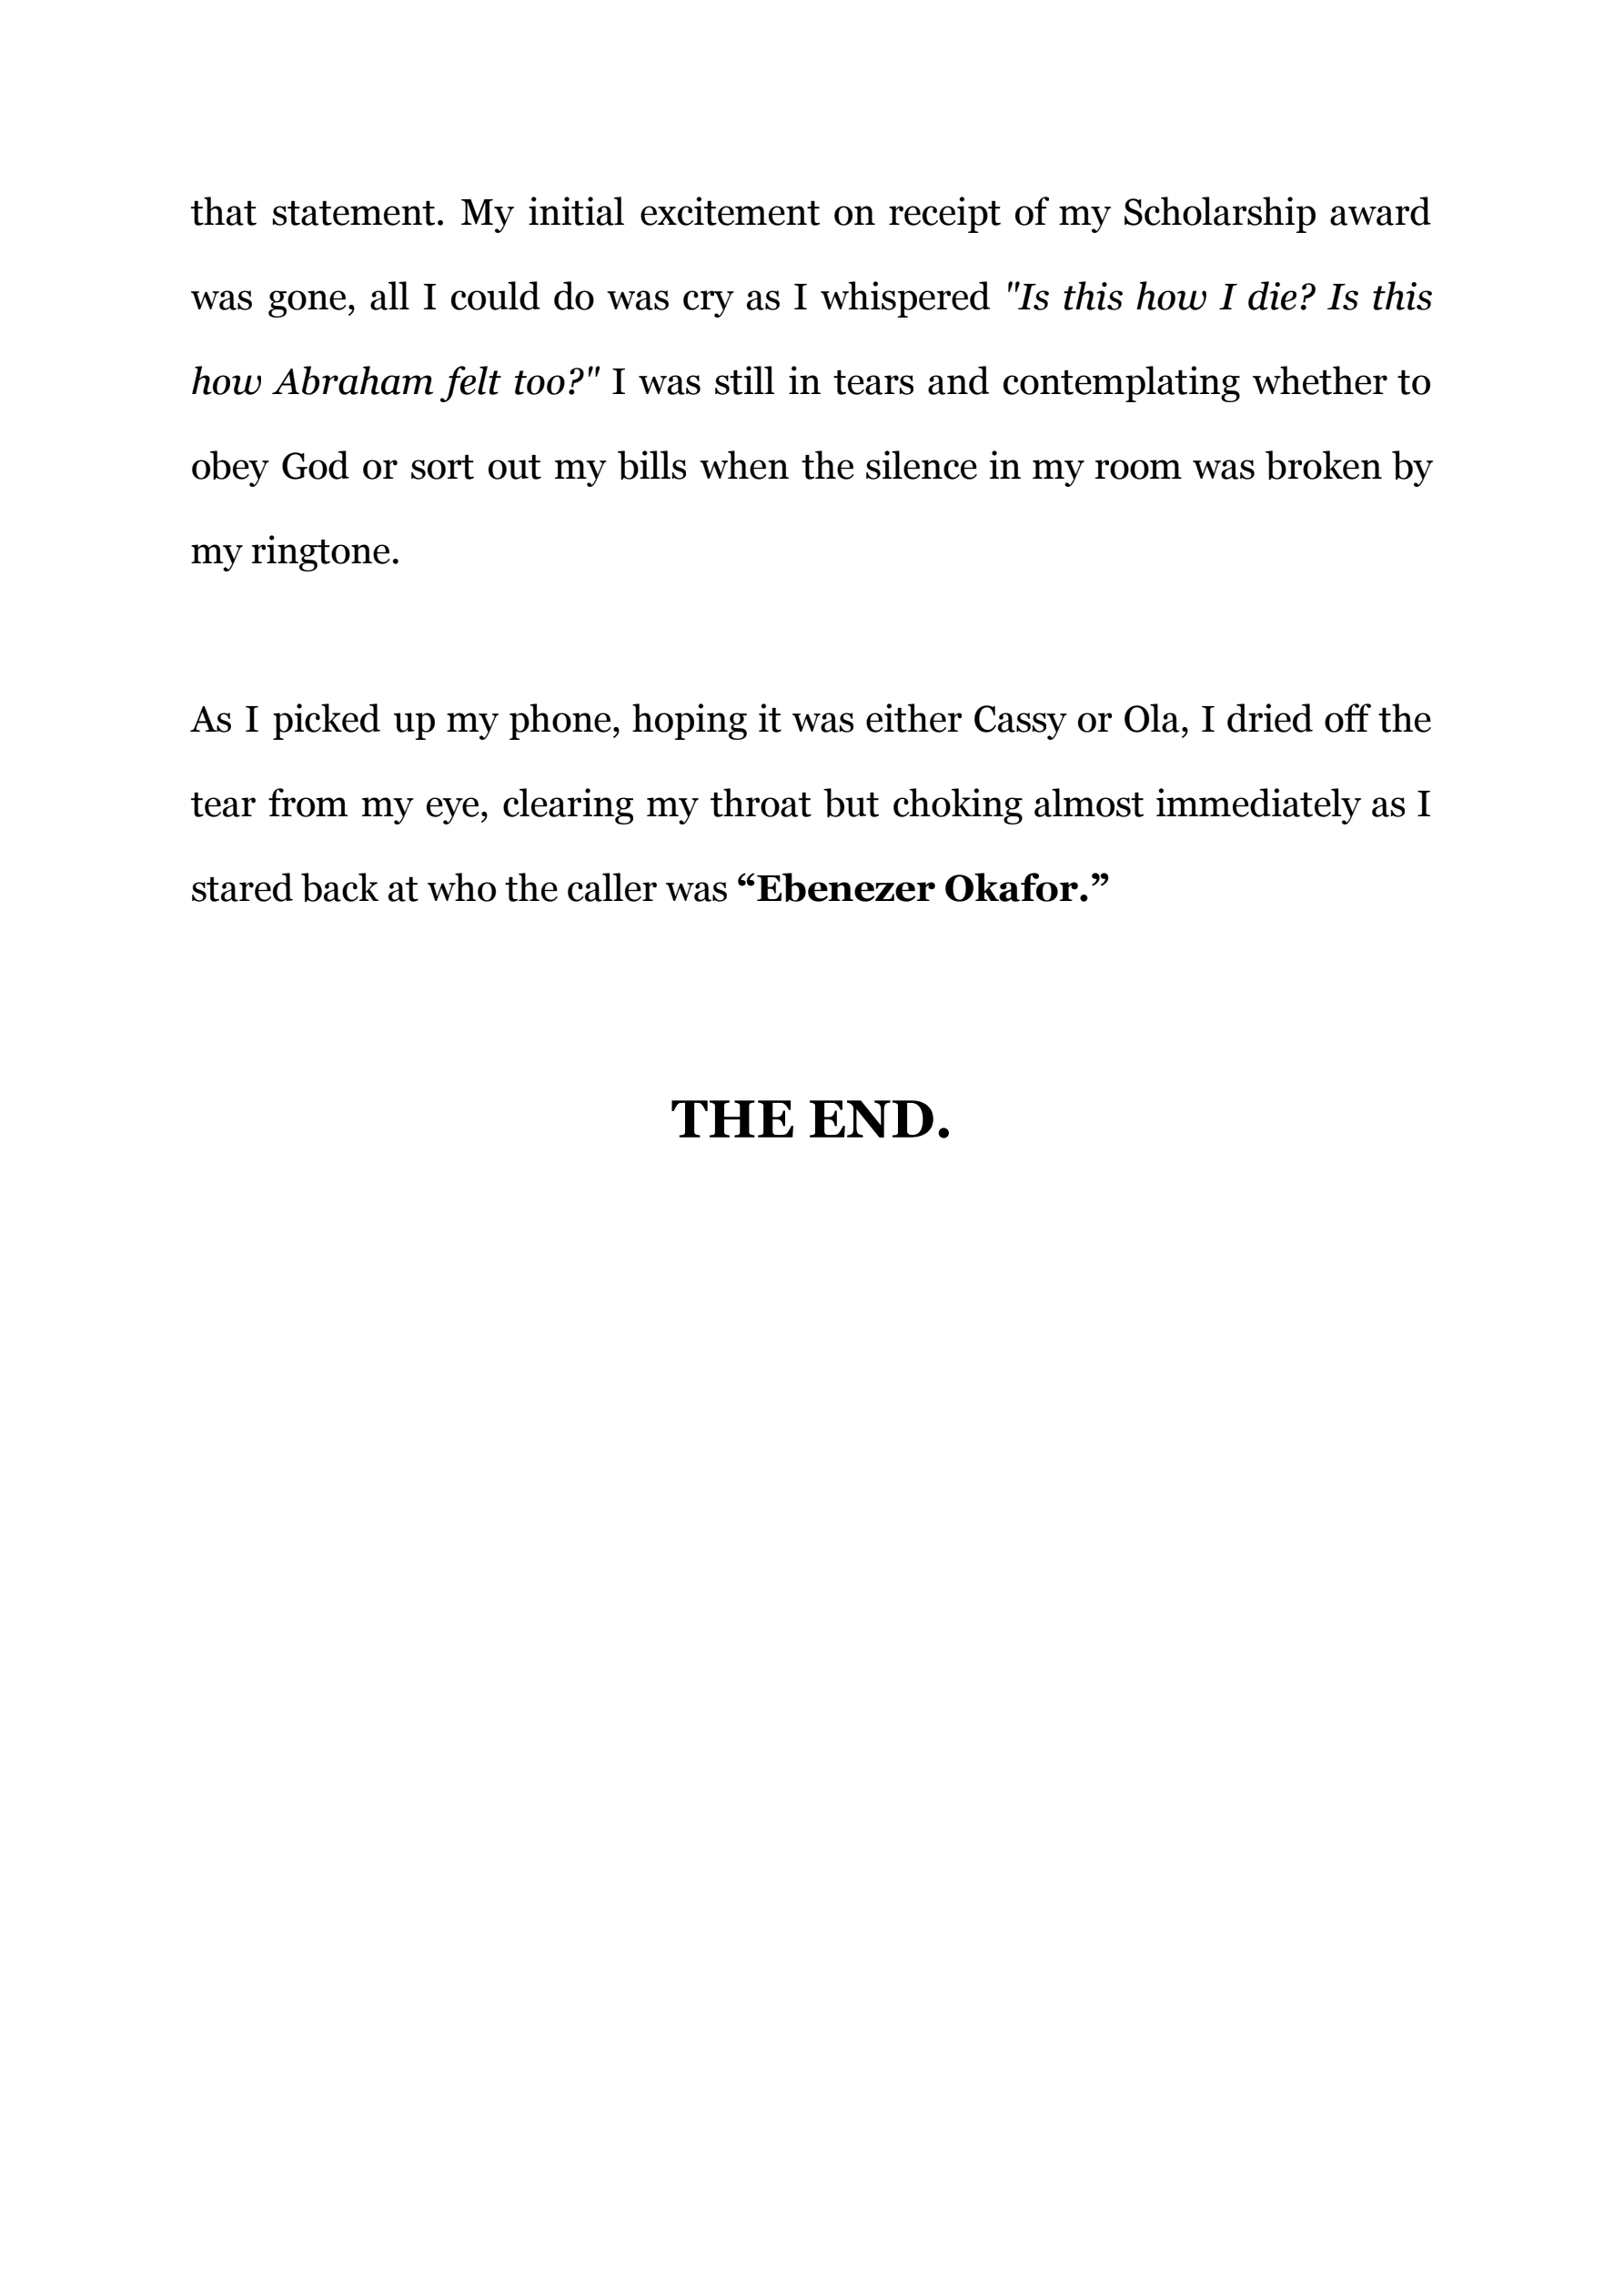 that statement. My initial excitement on receipt of my Scholarship award
was gone, all I could do was cry as I whispered "Is this how I die? Is this
how Abraham felt too?" I was still in tears and contemplating whether to
obey God or sort out my bills when the silence in my room was broken by
my ringtone.
As I picked up my phone, hoping it was either Cassy or Ola, I dried off the
tear from my eye, clearing my throat but choking almost immediately as I
stared back at who the caller was “Ebenezer Okafor.”
THE END.